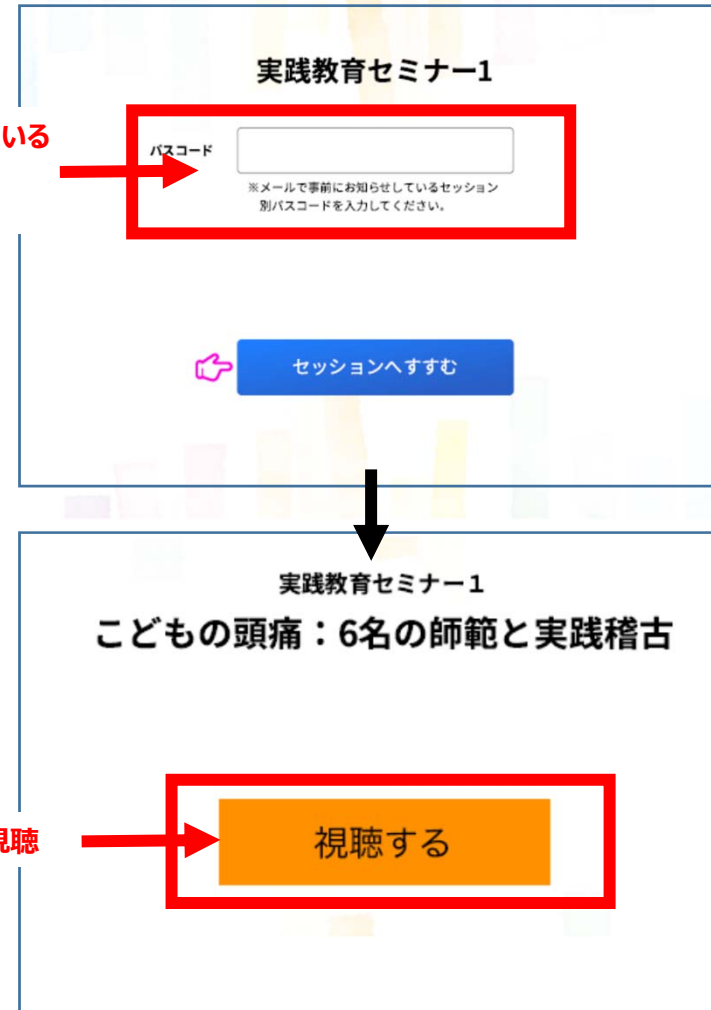 実践教育セミナー1
いる
パスコード
※メールで事前にお知らせしているセッション
別パスコードを入力してください。
セッションへすすむ
実践教育セミナー１
こどもの頭痛：6名の師範と実践稽古
視聴
視聴する